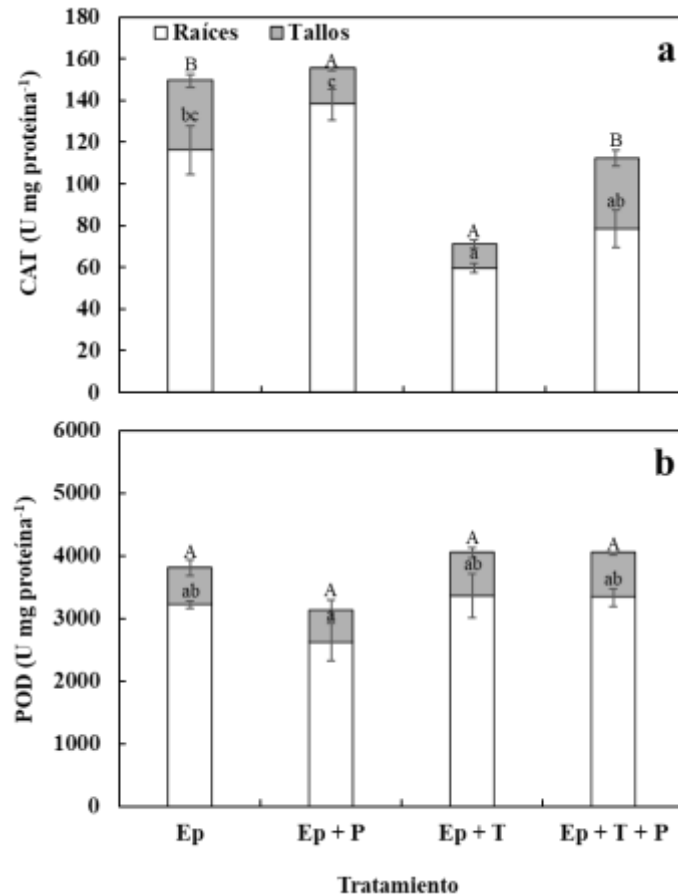 180
160
140
120
100
80
60
40
20
0
CAT (U mg proteína⁻¹)
Raíces Tallos
a
B A A B
bc c a ab
6000
5000
4000
3000
2000
1000
0
POD (U mg proteína⁻¹)
b
A A A A
ab a ab ab
Ep Ep + P Ep + T Ep + T + P
Tratamiento